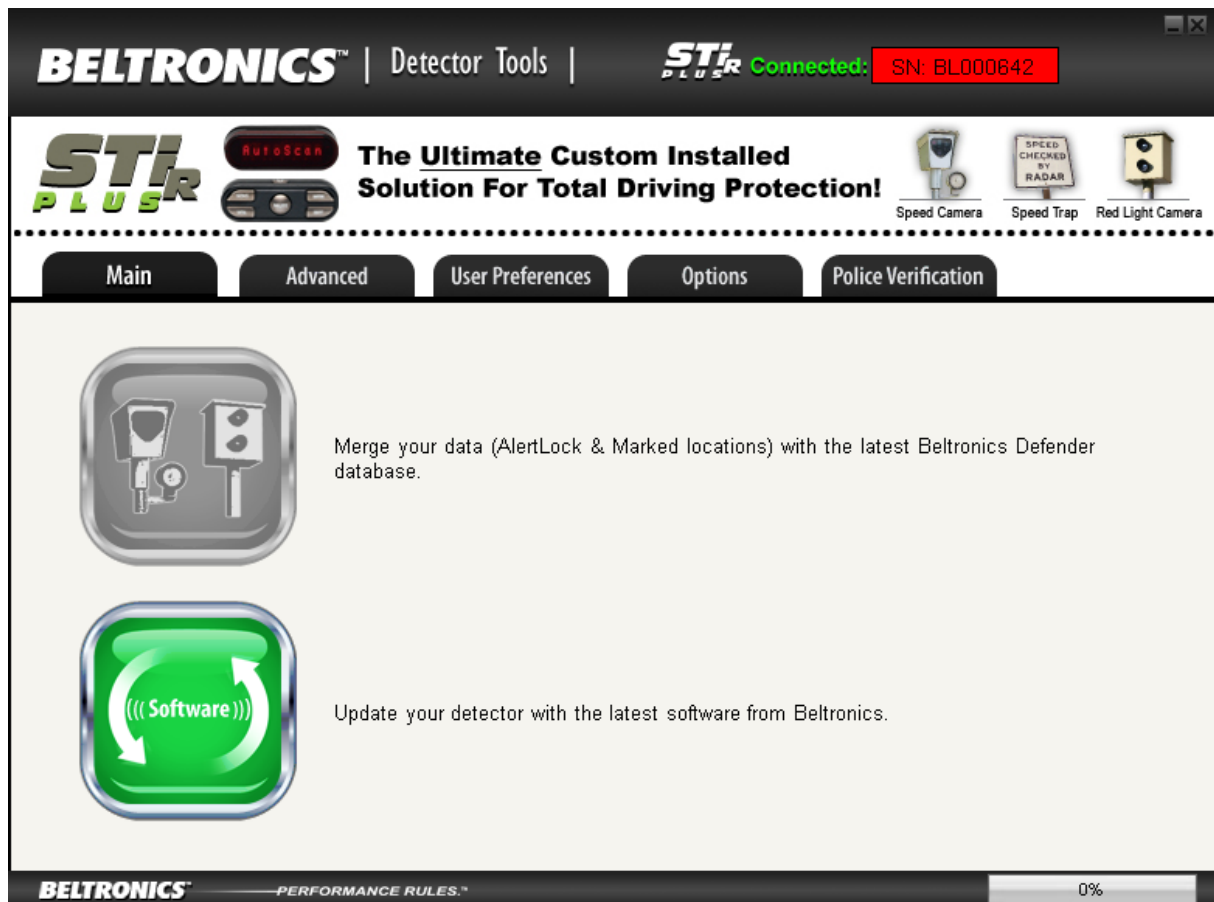 BELTRONICS™ | Detector Tools |
STiR PLUS Connected: SN: BL000642
STiR PLUS
AutoScan
The Ultimate Custom Installed
Solution For Total Driving Protection!
SPEED
CHECKED
BY
RADAR
Speed Camera Speed Trap Red Light Camera
Main Advanced User Preferences Options Police Verification
Merge your data (AlertLock & Marked locations) with the latest Beltronics Defender
database.
((( Software )))
Update your detector with the latest software from Beltronics.
BELTRONICS PERFORMANCE RULES.™ 0%